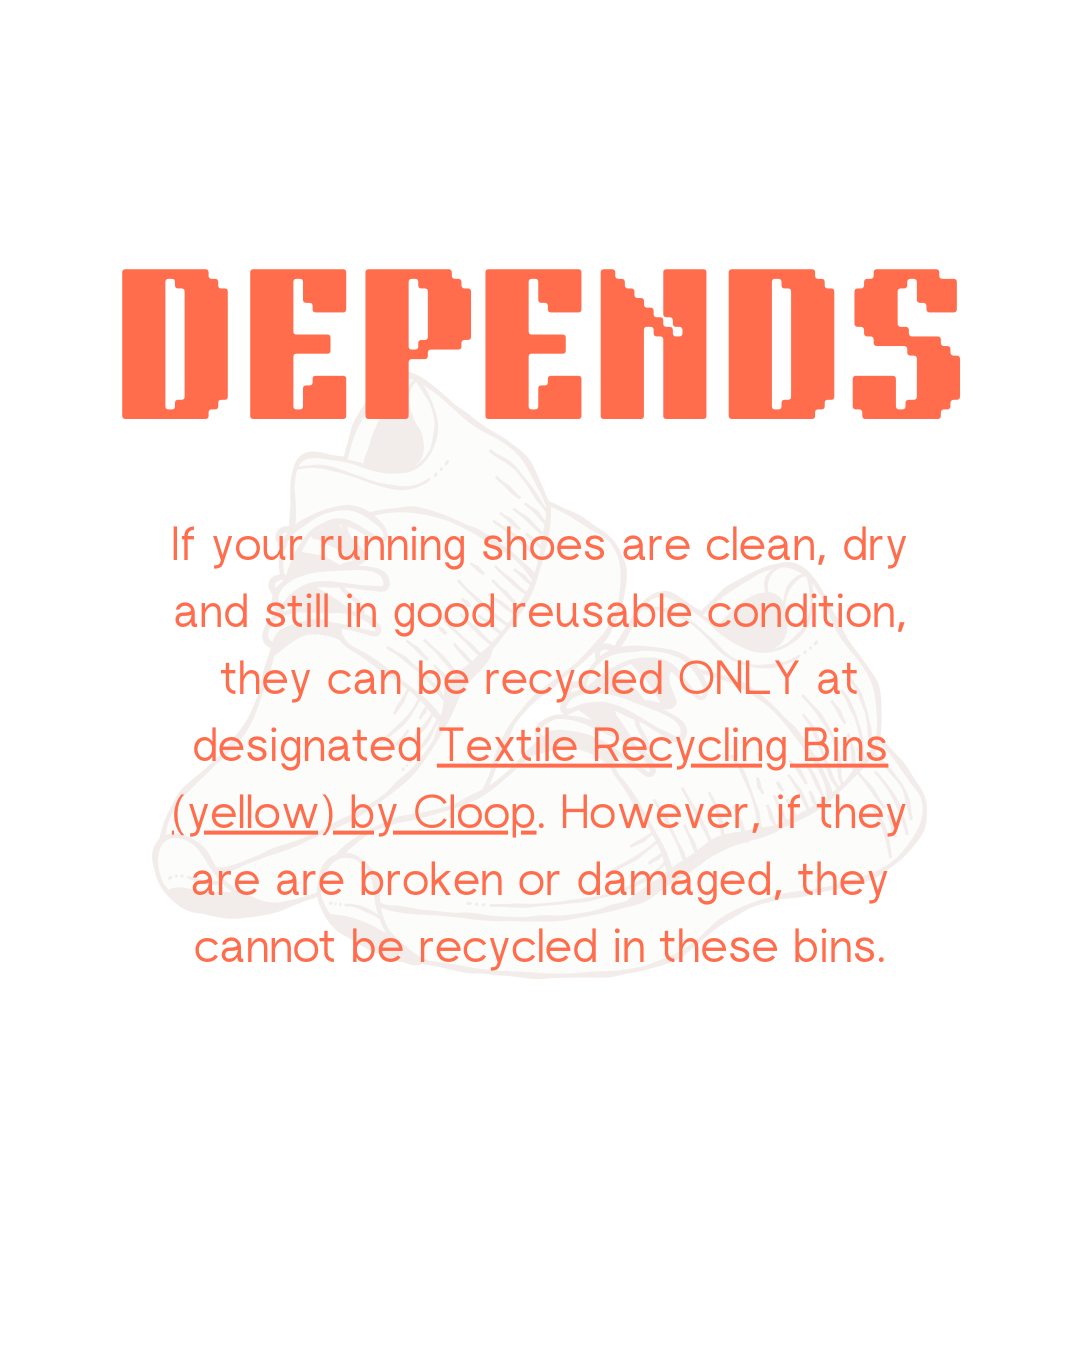 DEPENDS
If your running shoes are clean, dry
and still in good reusable condition,
they can be recycled ONLY at
designated Textile Recycling Bins
(yellow) by Cloop. However, if they
are are broken or damaged, they
cannot be recycled in these bins.